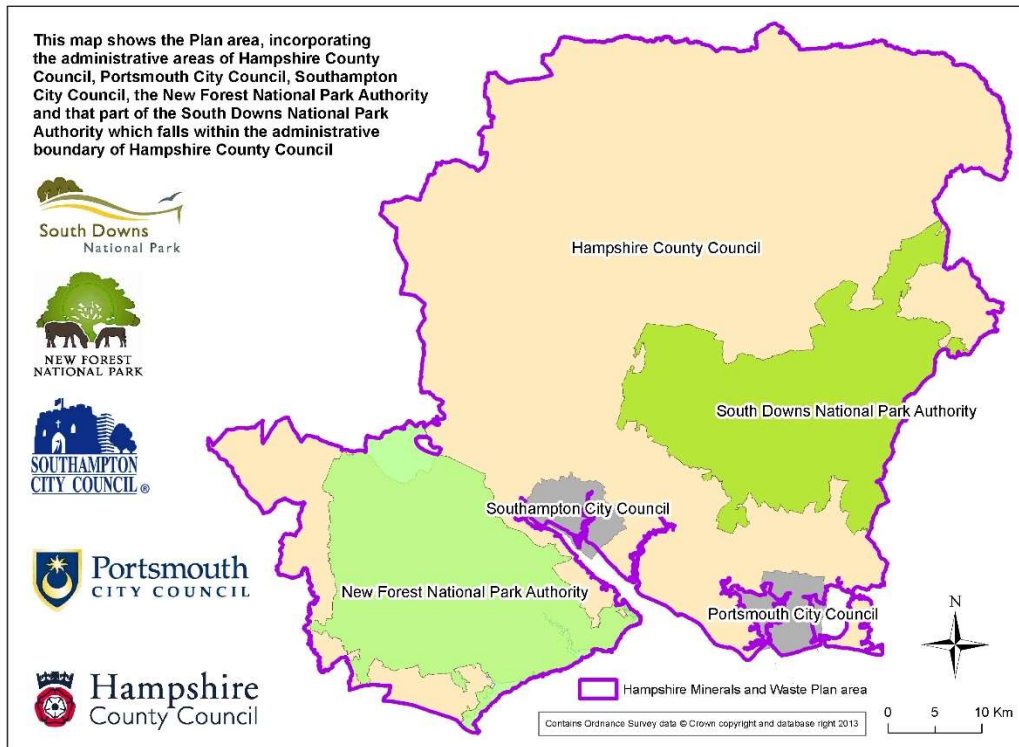 This map shows the Plan area, incorporating
the administrative areas of Hampshire County
Council, Portsmouth City Council, Southampton
City Council, the New Forest National Park Authority
and that part of the South Downs National Park
Authority which falls within the administrative
boundary of Hampshire County Council
South Downs
National Park
NEW FOREST
NATIONAL PARK
SOUTHAMPTON
CITY COUNCIL®
Portsmouth
CITY COUNCIL
Hampshire
County Council
Hampshire County Council
South Downs National Park Authority
Southampton City Council
New Forest National Park Authority
Portsmouth City Council
N
Hampshire Minerals and Waste Plan area
Contains Ordnance Survey data © Crown copyright and database right 2013
0 5 10 Km